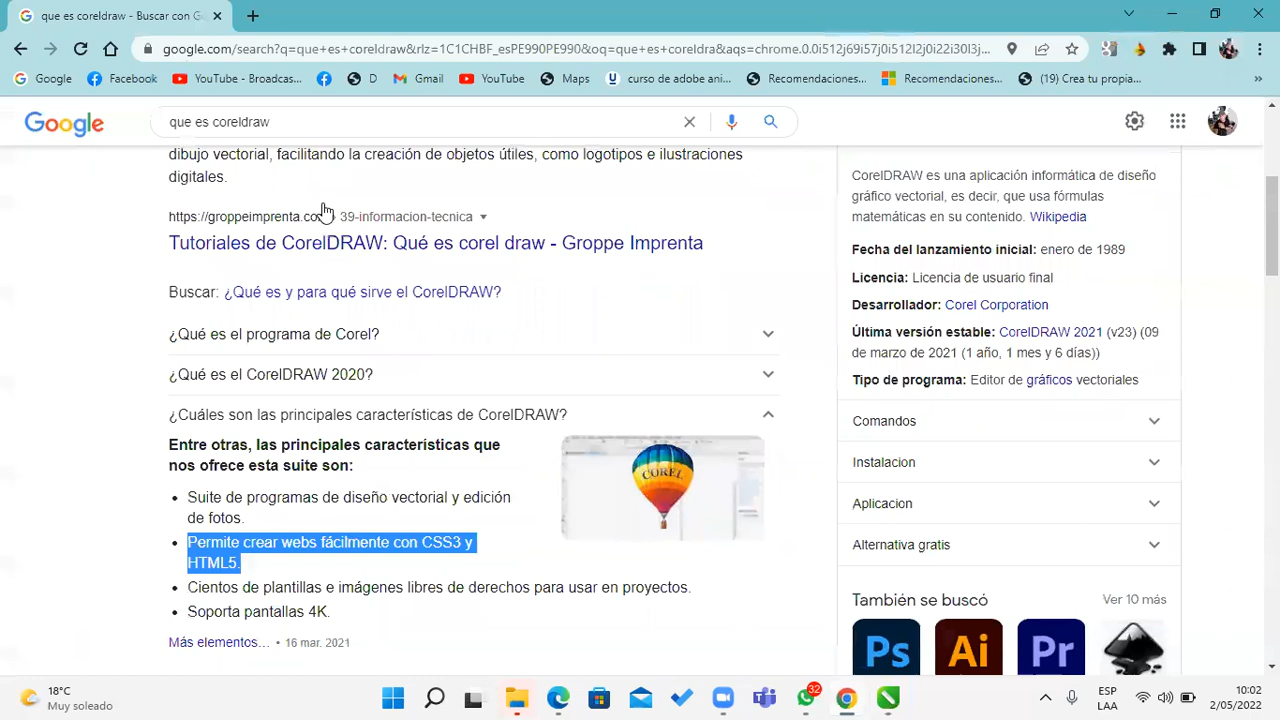 que es coreldraw - Buscar con G
google.com/search?q=que+es+coreldraw&rlz=1C1CHBF_esPE990PE990&oq=que+es+coreldra&aqs=chrome.0.0i512j69i57j0i512l2j0i22i30l3j...
Google Facebook YouTube - Broadcas... D Gmail YouTube Maps curso de adobe ani... Recomendaciones... Recomendaciones... (19) Crea tu propia... »
Google
que es coreldraw
dibujo vectorial, facilitando la creación de objetos útiles, como logotipos e ilustraciones
digitales.
https://groppeimprenta.co 39-informacion-tecnica
Tutoriales de CorelDRAW: Qué es corel draw - Groppe Imprenta
Buscar: ¿Qué es y para qué sirve el CorelDRAW?
¿Qué es el programa de Corel?
¿Qué es el CorelDRAW 2020?
¿Cuáles son las principales características de CorelDRAW?
Entre otras, las principales características que
nos ofrece esta suite son:
• Suite de programas de diseño vectorial y edición
de fotos.
• Permite crear webs fácilmente con CSS3 y
HTML5.
• Cientos de plantillas e imágenes libres de derechos para usar en proyectos.
• Soporta pantallas 4K.
Más elementos... • 16 mar. 2021
COREL
CorelDRAW es una aplicación informática de diseño
gráfico vectorial, es decir, que usa fórmulas
matemáticas en su contenido. Wikipedia
Fecha del lanzamiento inicial: enero de 1989
Licencia: Licencia de usuario final
Desarrollador: Corel Corporation
Última versión estable: CorelDRAW 2021 (v23) (09
de marzo de 2021 (1 año, 1 mes y 6 días))
Tipo de programa: Editor de gráficos vectoriales
Comandos
Instalacion
Aplicacion
Alternativa gratis
También se buscó Ver 10 más
Ps Ai Pr
18°C
Muy soleado
32
ESP
LAA
10:02
2/05/2022